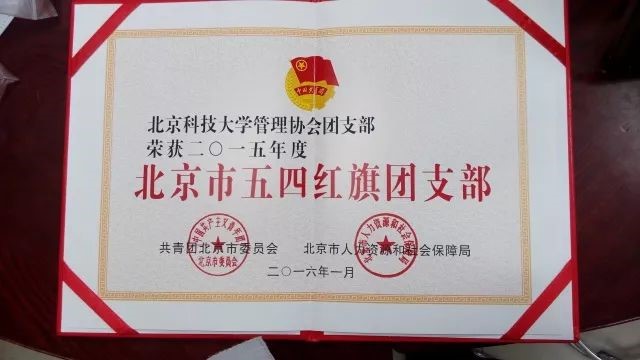 北京科技大学管理协会团支部
荣获二〇一五年度
北京市五四红旗团支部
共青团北京市委员会 北京市人力资源和社会保障局
二〇一六年一月